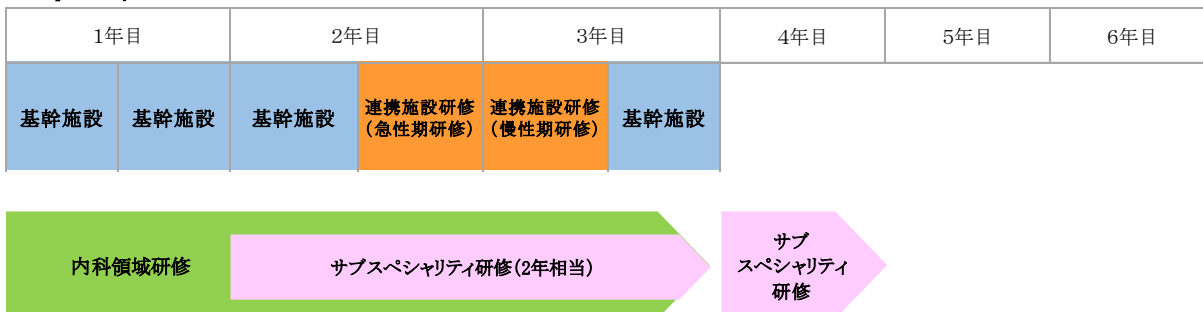 1年目 2年目 3年目 4年目 5年目 6年目
基幹施設 基幹施設 基幹施設 連携施設研修 連携施設研修 基幹施設
(急性期研修) (慢性期研修)
内科領域研修
サブスペシャリティ研修(2年相当)
サブ
スペシャリティ
研修